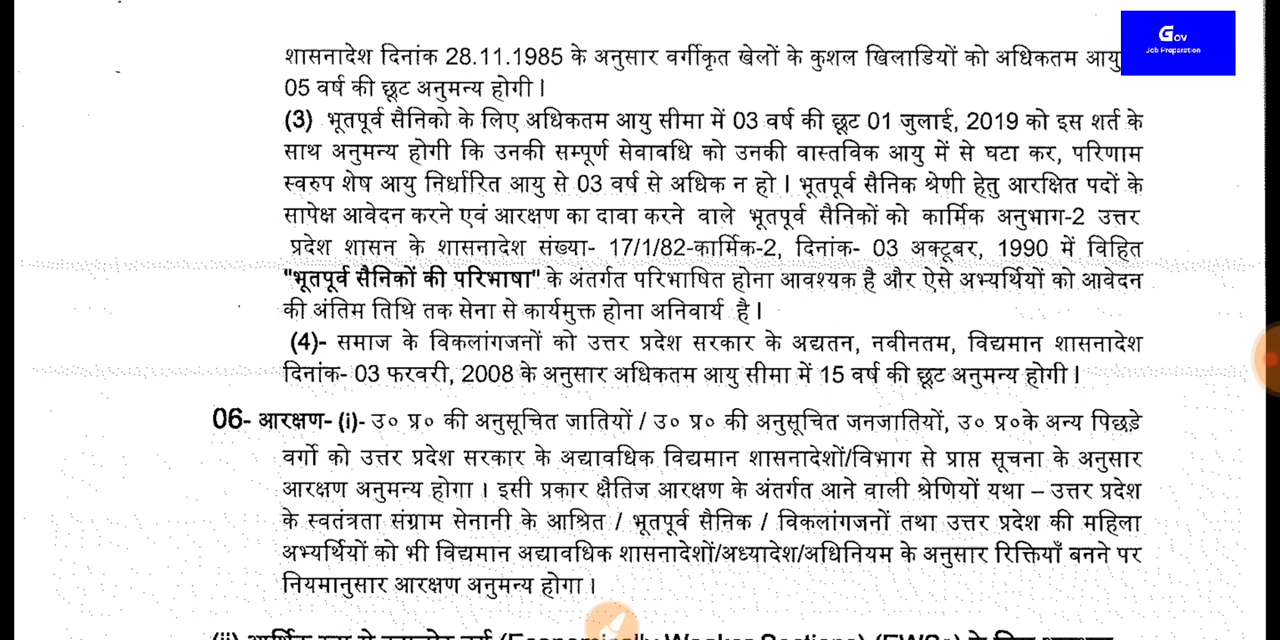 Gov
Job Preparation
शासनादेश दिनांक 28.11.1985 के अनुसार वर्गीकृत खेलों के कुशल खिलाडियों को अधिकतम आयु
05 वर्ष की छूट अनुमन्य होगी।
(3) भूतपूर्व सैनिको के लिए अधिकतम आयु सीमा में 03 वर्ष की छूट 01 जुलाई, 2019 को इस शर्त के
साथ अनुमन्य होगी कि उनकी सम्पूर्ण सेवावधि को उनकी वास्तविक आयु में से घटा कर, परिणाम
स्वरुप शेष आयु निर्धारित आयु से 03 वर्ष से अधिक न हो। भूतपूर्व सैनिक श्रेणी हेतु आरक्षित पदों के
सापेक्ष आवेदन करने एवं आरक्षण का दावा करने वाले भूतपूर्व सैनिकों को कार्मिक अनुभाग-2 उत्तर
प्रदेश शासन के शासनादेश संख्या- 17/1/82-कार्मिक-2, दिनांक- 03 अक्टूबर, 1990 में विहित
"भूतपूर्व सैनिकों की परिभाषा" के अंतर्गत परिभाषित होना आवश्यक है और ऐसे अभ्यर्थियों को आवेदन
की अंतिम तिथि तक सेना से कार्यमुक्त होना अनिवार्य है।
(4)- समाज के विकलांगजनों को उत्तर प्रदेश सरकार के अद्यतन, नवीनतम, विद्यमान शासनादेश
दिनांक- 03 फरवरी, 2008 के अनुसार अधिकतम आयु सीमा में 15 वर्ष की छूट अनुमन्य होगी।
06- आरक्षण- (i)- उ० प्र० की अनुसूचित जातियों / उ० प्र० की अनुसूचित जनजातियों, उ० प्र०के अन्य पिछड़े
वर्गो को उत्तर प्रदेश सरकार के अद्यावधिक विद्यमान शासनादेशों/विभाग से प्राप्त सूचना के अनुसार
आरक्षण अनुमन्य होगा। इसी प्रकार क्षैतिज आरक्षण के अंतर्गत आने वाली श्रेणियों यथा – उत्तर प्रदेश
के स्वतंत्रता संग्राम सेनानी के आश्रित / भूतपूर्व सैनिक / विकलांगजनों तथा उत्तर प्रदेश की महिला
अभ्यर्थियों को भी विद्यमान अद्यावधिक शासनादेशों/अध्यादेश/अधिनियम के अनुसार रिक्तियाँ बनने पर
नियमानुसार आरक्षण अनुमन्य होगा।
(ii) आर्थिक रूप से कमजोर वर्ग (Economically Weaker Sections) (EWSs) के लिए